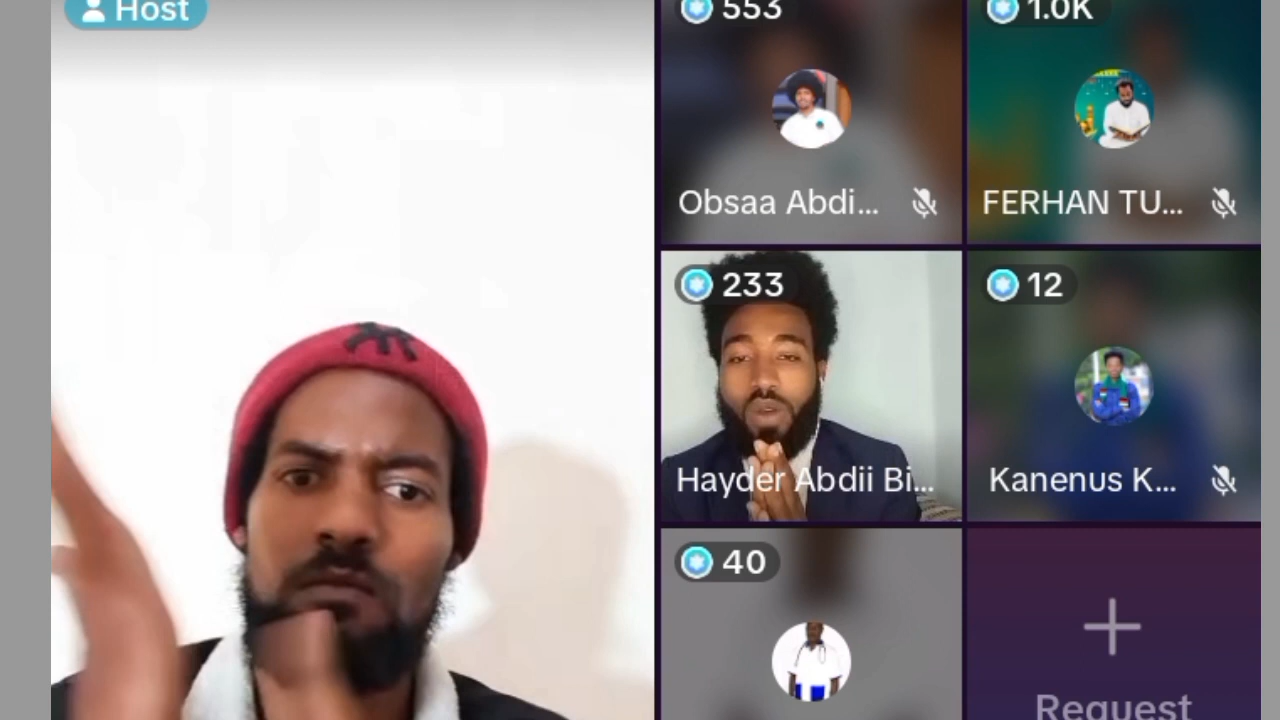 Host
553
1.0K
Obsaa Abdi...
FERHAN TU...
233
12
Hayder Abdii Bi...
Kanenus K...
40
Request